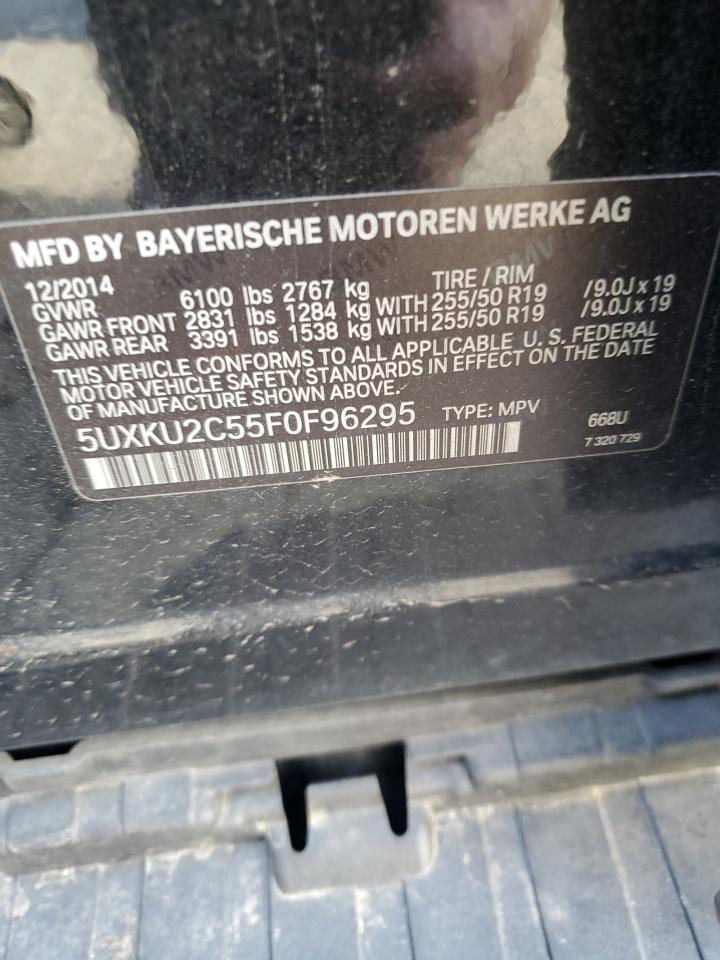 MFD BY BAYERISCHE MOTOREN WERKE AG
12/2014 TIRE / RIM
GVWR 6100 lbs 2767 kg
GAWR FRONT 2831 lbs 1284 kg WITH 255/50 R19 /9.0J x 19
GAWR REAR 3391 lbs 1538 kg WITH 255/50 R19 /9.0J x 19
THIS VEHICLE CONFORMS TO ALL APPLICABLE U. S. FEDERAL
MOTOR VEHICLE SAFETY STANDARDS IN EFFECT ON THE DATE
OF MANUFACTURE SHOWN ABOVE.
5UXKU2C55F0F96295 TYPE: MPV 668U
7 320 729